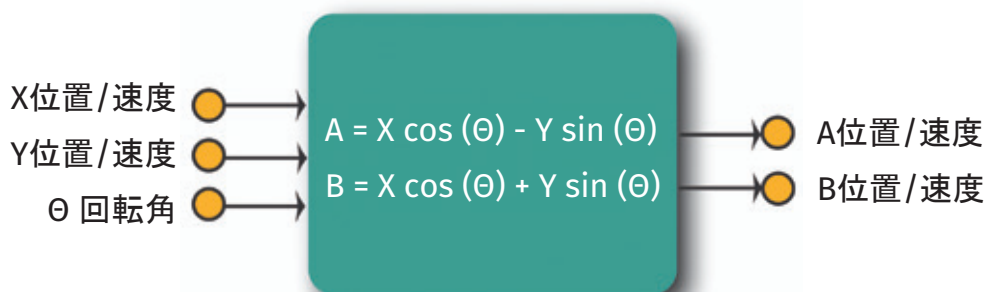 X位置/速度
Y位置/速度
Θ 回転角
A = X cos (Θ) - Y sin (Θ)
B = X cos (Θ) + Y sin (Θ)
A位置/速度
B位置/速度